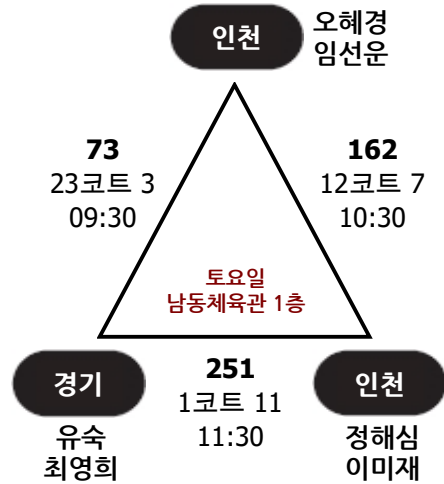 인천
오혜경
임선운
73
23코트 3
09:30
162
12코트 7
10:30
토요일
남동체육관 1층
경기
유숙
최영희
251
1코트 11
11:30
인천
정해심
이미재